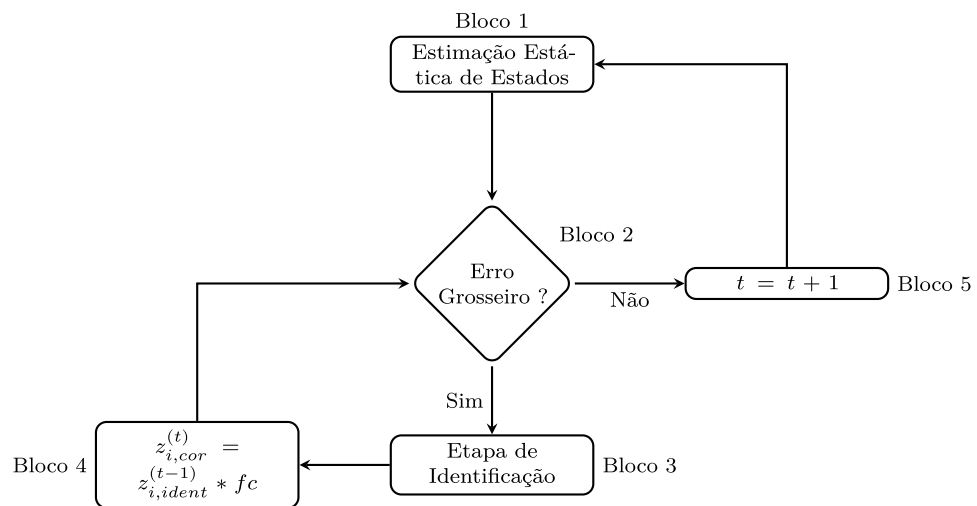 Bloco 1
Estimação Está-
tica de Estados
Bloco 2
Erro
Grosseiro ?
Não
t = t + 1
Bloco 5
Sim
Bloco 4
z_{i,cor}^{(t)} =
z_{i,ident}^{(t-1)} * fc
Etapa de
Identificação
Bloco 3